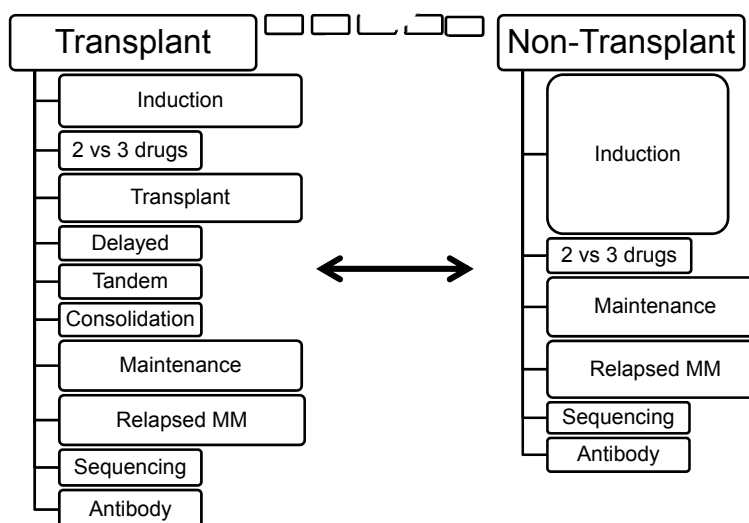 Transplant
Induction
2 vs 3 drugs
Transplant
Delayed
Tandem
Consolidation
Maintenance
Relapsed MM
Sequencing
Antibody
Non-Transplant
Induction
2 vs 3 drugs
Maintenance
Relapsed MM
Sequencing
Antibody